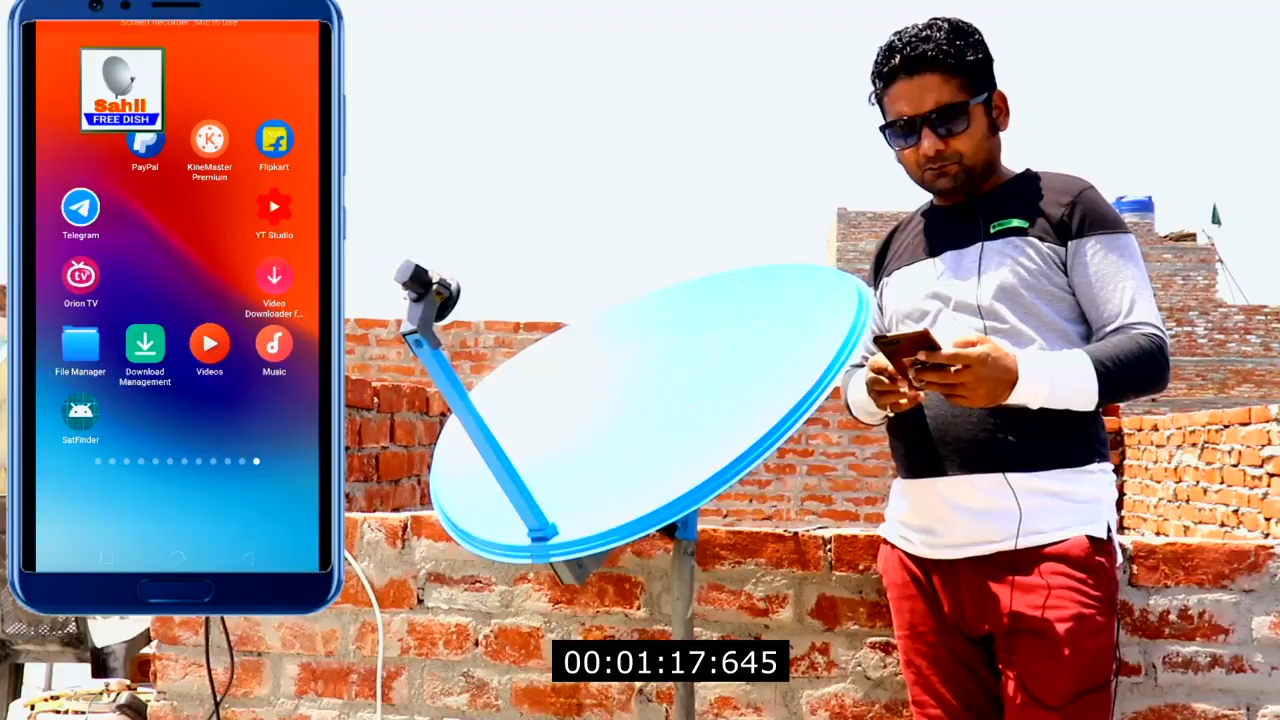 Screen Recorder ,Mic in use
Sahil
FREE DISH
PayPal
KineMaster
Premium
Flipkart
Telegram
YT Studio
tv
Orion TV
Video
Downloader f...
File Manager
Download
Management
Videos
Music
SatFinder
00:01:17:645